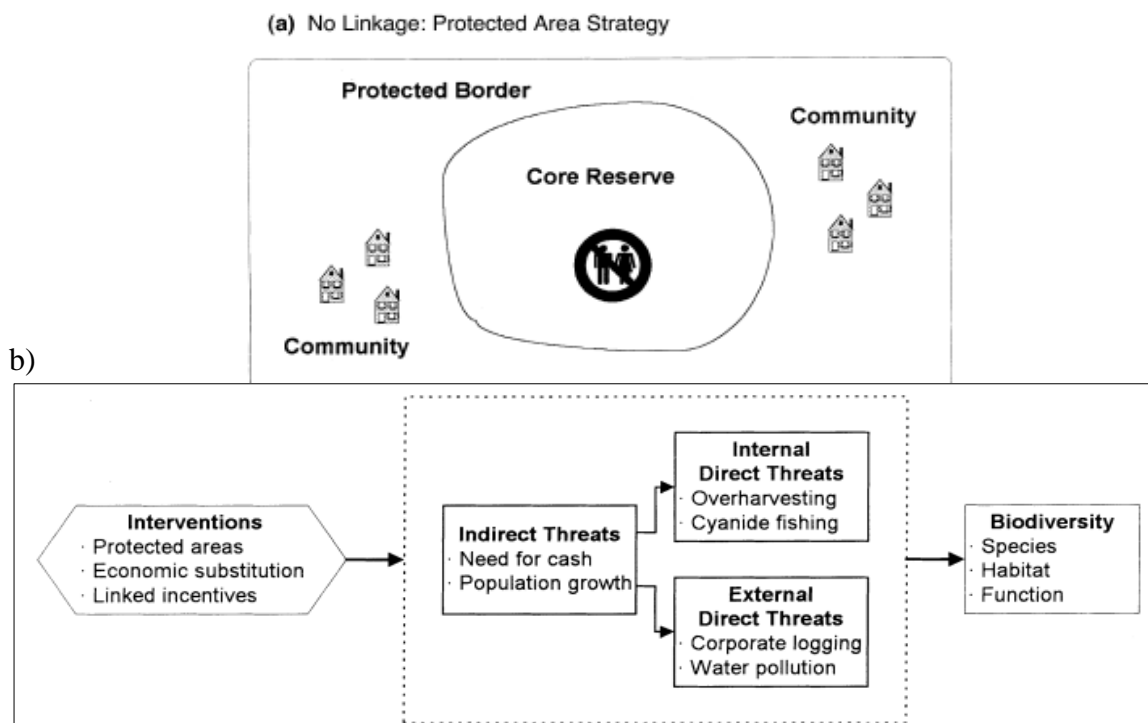 (a) No Linkage: Protected Area Strategy
Protected Border
Community
Core Reserve
Community
b)
Interventions
· Protected areas
· Economic substitution
· Linked incentives
Indirect Threats
· Need for cash
· Population growth
Internal
Direct Threats
· Overharvesting
· Cyanide fishing
External
Direct Threats
· Corporate logging
· Water pollution
Biodiversity
· Species
· Habitat
· Function